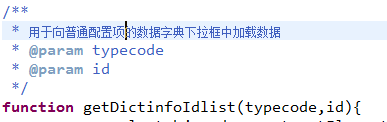 /**
 * 用于向普通配置项的数据字典下拉框中加载数据
 * @param typecode
 * @param id
 */
function getDictinfoIdlist(typecode,id){